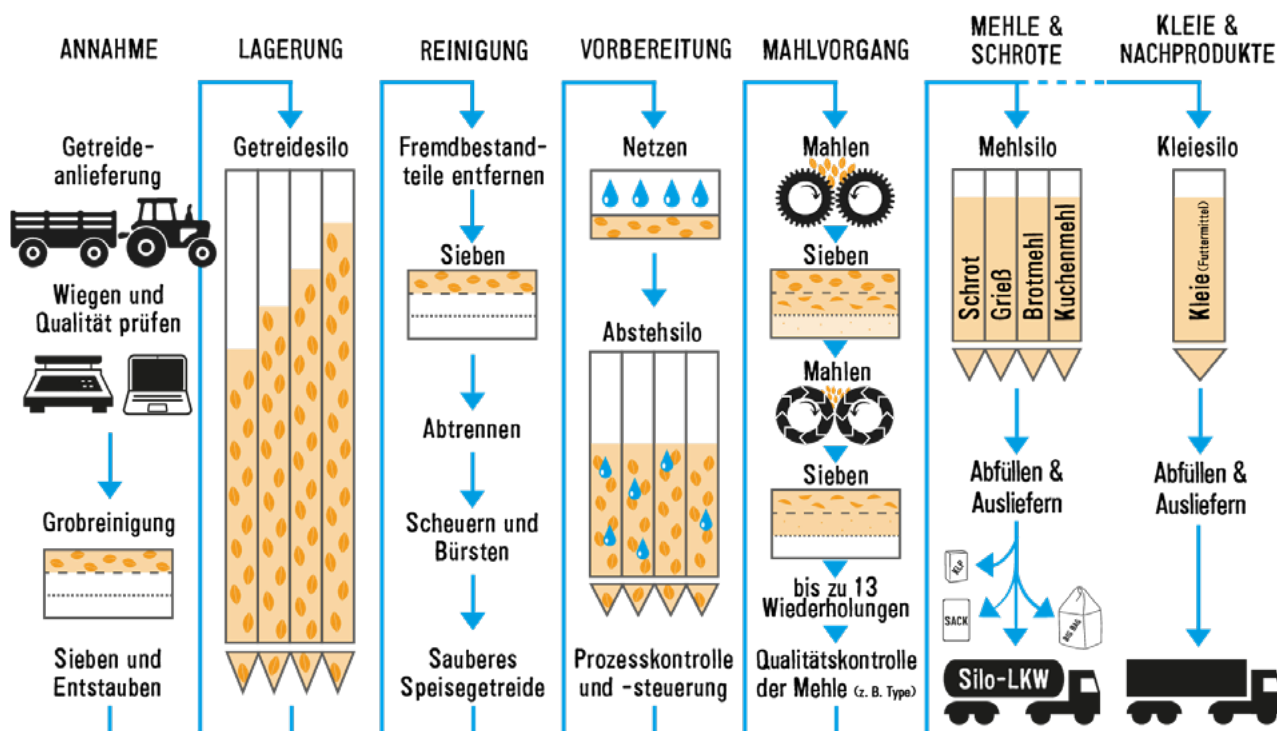 ANNAHME
Getreide-
anlieferung
Wiegen und
Qualität prüfen
Grobreinigung
Sieben und
Entstauben
LAGERUNG
Getreidesilo
REINIGUNG
Fremdbestand-
teile entfernen
Sieben
Abtrennen
Scheuern und
Bürsten
Sauberes
Speisegetreide
VORBEREITUNG
Netzen
Abstehsilo
Prozesskontrolle
und -steuerung
MAHLVORGANG
Mahlen
Sieben
Mahlen
Sieben
bis zu 13
Wiederholungen
Qualitätskontrolle
der Mehle (z. B. Type)
MEHLE &
SCHROTE
Mehlsilo
Schrot
Grieß
Brotmehl
Kuchenmehl
Abfüllen &
Ausliefern
KLP
SACK
BIG BAG
Silo-LKW
KLEIE &
NACHPRODUKTE
Kleiesilo
Kleie (Futtermittel)
Abfüllen &
Ausliefern